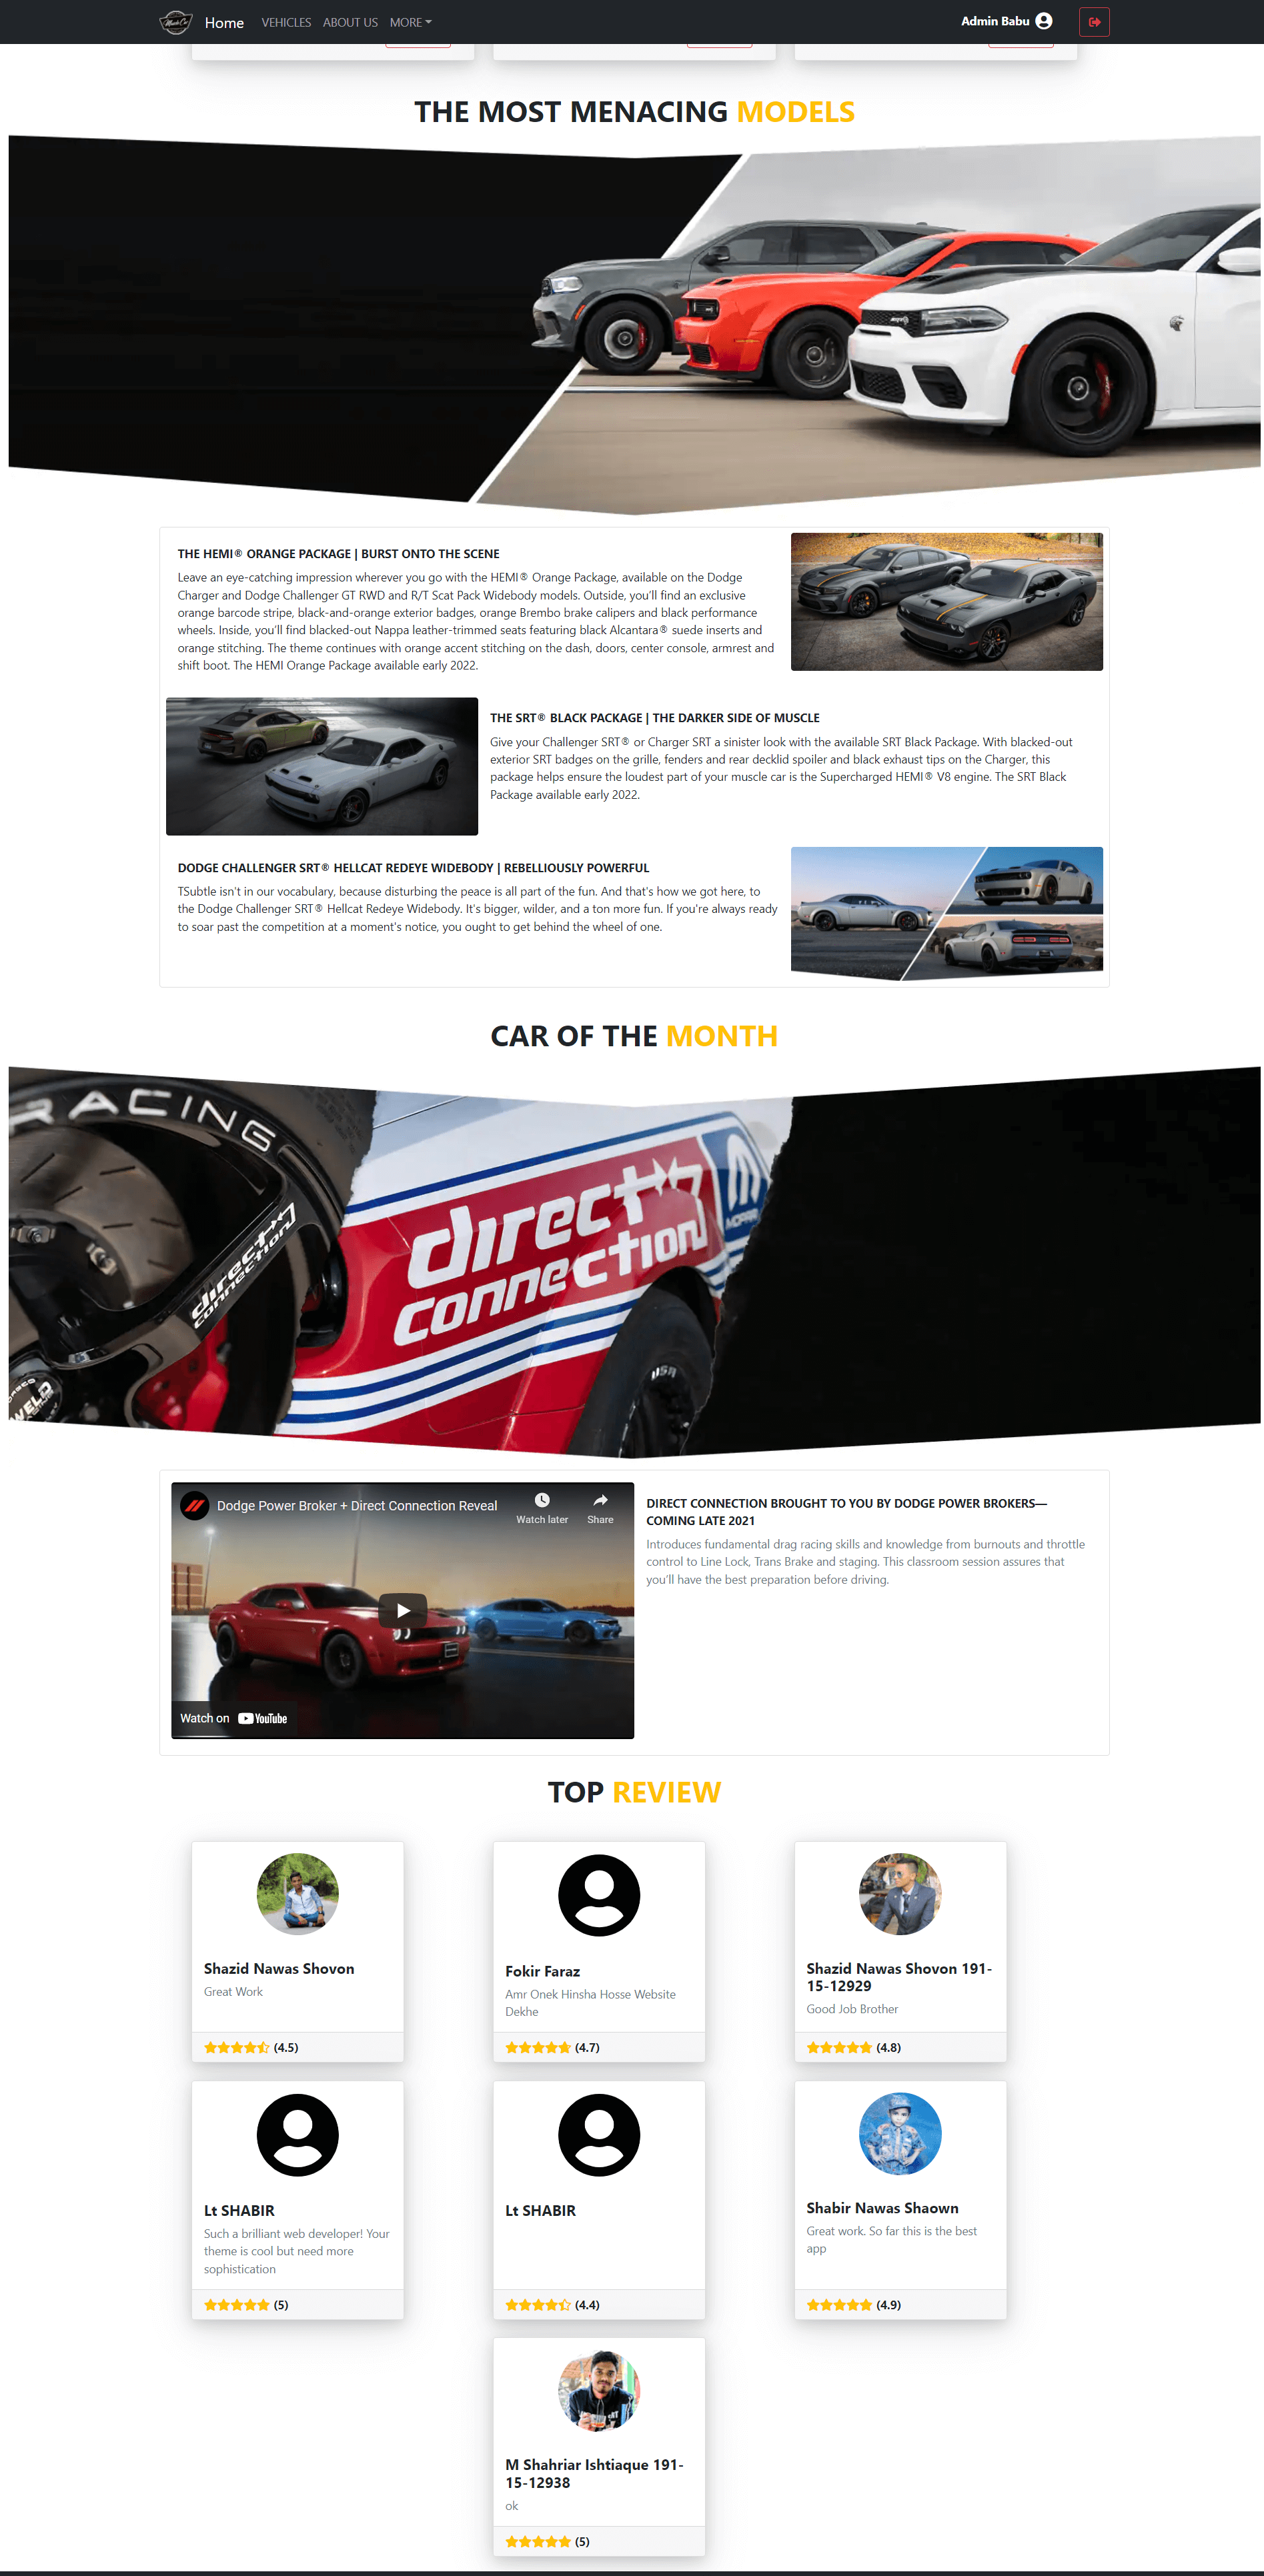 Home VEHICLES ABOUT US MORE Admin Babu
THE MOST MENACING MODELS
THE HEMI® ORANGE PACKAGE | BURST ONTO THE SCENE
Leave an eye-catching impression wherever you go with the HEMI® Orange Package, available on the Dodge
Charger and Dodge Challenger GT RWD and R/T Scat Pack Widebody models. Outside, you’ll find an exclusive
orange barcode stripe, black-and-orange exterior badges, orange Brembo brake calipers and black performance
wheels. Inside, you’ll find blacked-out Nappa leather-trimmed seats featuring black Alcantara® suede inserts and
orange stitching. The theme continues with orange accent stitching on the dash, doors, center console, armrest and
shift boot. The HEMI Orange Package available early 2022.
THE SRT® BLACK PACKAGE | THE DARKER SIDE OF MUSCLE
Give your Challenger SRT® or Charger SRT a sinister look with the available SRT Black Package. With blacked-out
exterior SRT badges on the grille, fenders and rear decklid spoiler and black exhaust tips on the Charger, this
package helps ensure the loudest part of your muscle car is the Supercharged HEMI® V8 engine. The SRT Black
Package available early 2022.
DODGE CHALLENGER SRT® HELLCAT REDEYE WIDEBODY | REBELLIOUSLY POWERFUL
TSubtle isn't in our vocabulary, because disturbing the peace is all part of the fun. And that's how we got here, to
the Dodge Challenger SRT® Hellcat Redeye Widebody. It's bigger, wilder, and a ton more fun. If you're always ready
to soar past the competition at a moment's notice, you ought to get behind the wheel of one.
CAR OF THE MONTH
RACING
direct
connection
direct
connection
MOPAR
USA
WELD
Dodge Power Broker + Direct Connection Reveal
Watch later Share
Watch on YouTube
DIRECT CONNECTION BROUGHT TO YOU BY DODGE POWER BROKERS—
COMING LATE 2021
Introduces fundamental drag racing skills and knowledge from burnouts and throttle
control to Line Lock, Trans Brake and staging. This classroom session assures that
you’ll have the best preparation before driving.
TOP REVIEW
Shazid Nawas Shovon
Great Work
(4.5)
Fokir Faraz
Amr Onek Hinsha Hosse Website
Dekhe
(4.7)
Shazid Nawas Shovon 191-
15-12929
Good Job Brother
(4.8)
Lt SHABIR
Such a brilliant web developer! Your
theme is cool but need more
sophistication
(5)
Lt SHABIR
(4.4)
Shabir Nawas Shaown
Great work. So far this is the best
app
(4.9)
M Shahriar Ishtiaque 191-
15-12938
ok
(5)